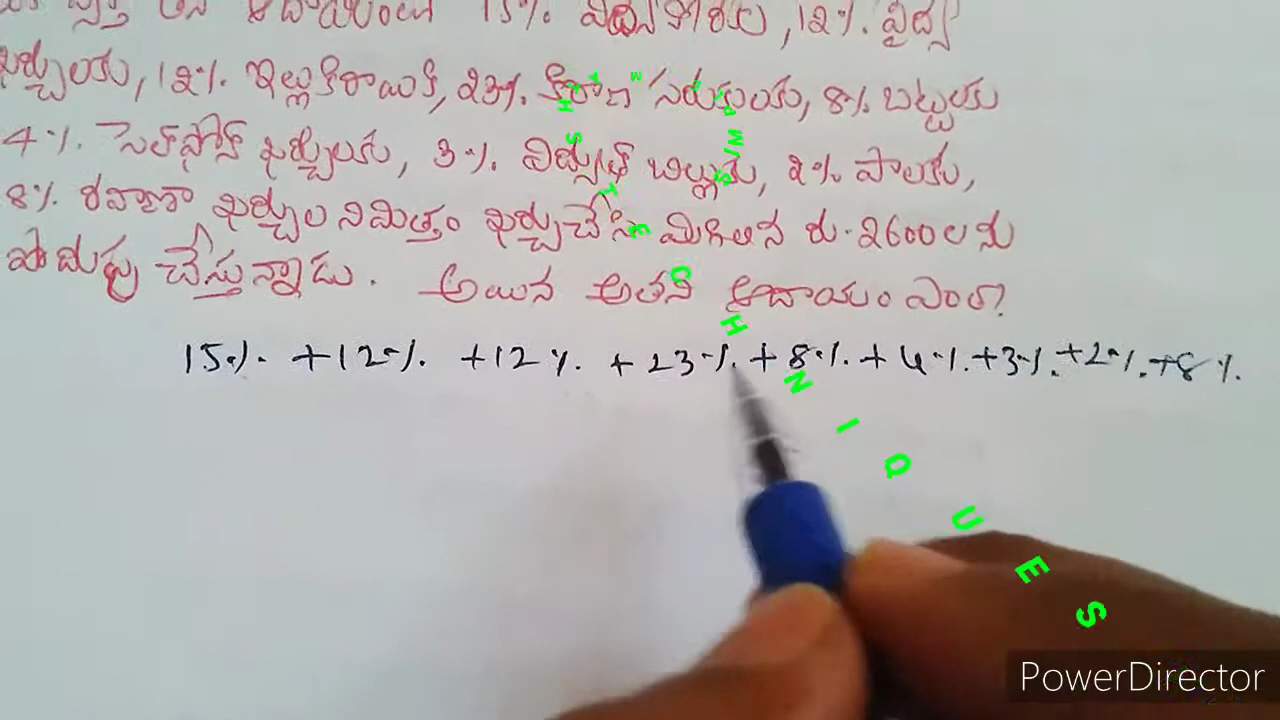 తన ఆదాయంలో 15% విద్య కొరకు, 12% వైద్య
ఖర్చులకు, 12% ఇల్లు కిరాయికి, 23% కిరాణ సరుకులకు, 8% బట్టలకు
4% సెల్‌ఫోన్ ఖర్చులకు, 3% విద్యుత్ బిల్లుకు, 2% పాలకు,
8% రవాణా ఖర్చుల నిమిత్తం ఖర్చుచేసి మిగిలిన రు. 2600 లను
పొదుపు చేస్తున్నాడు. అయిన అతని ఆదాయం ఎంత?
15% + 12% + 12% + 23% + 8% + 4% + 3% + 2% + 8%
PowerDirector